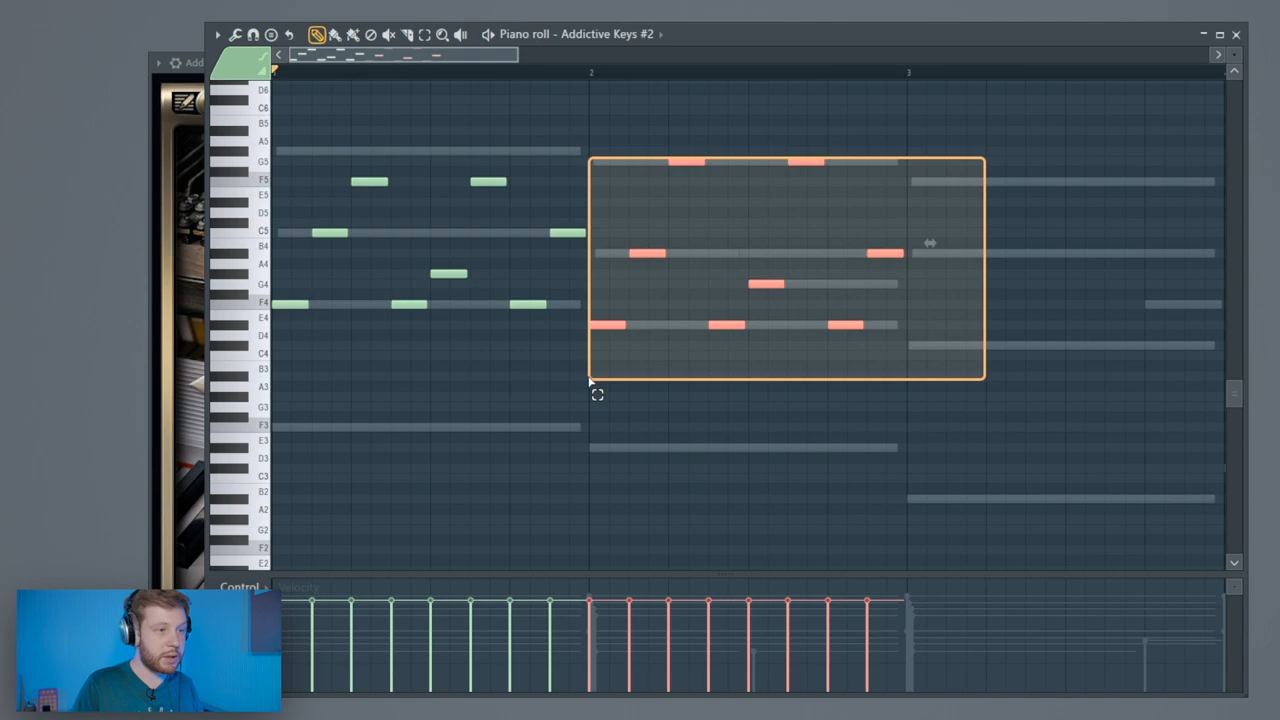 Piano roll - Addictive Keys #2
Add
2
3
D6
C6
B5
A5
G5
F5
E5
D5
C5
B4
A4
G4
F4
E4
D4
C4
B3
A3
G3
F3
E3
D3
C3
B2
A2
G2
F2
E2
Control
Velocity